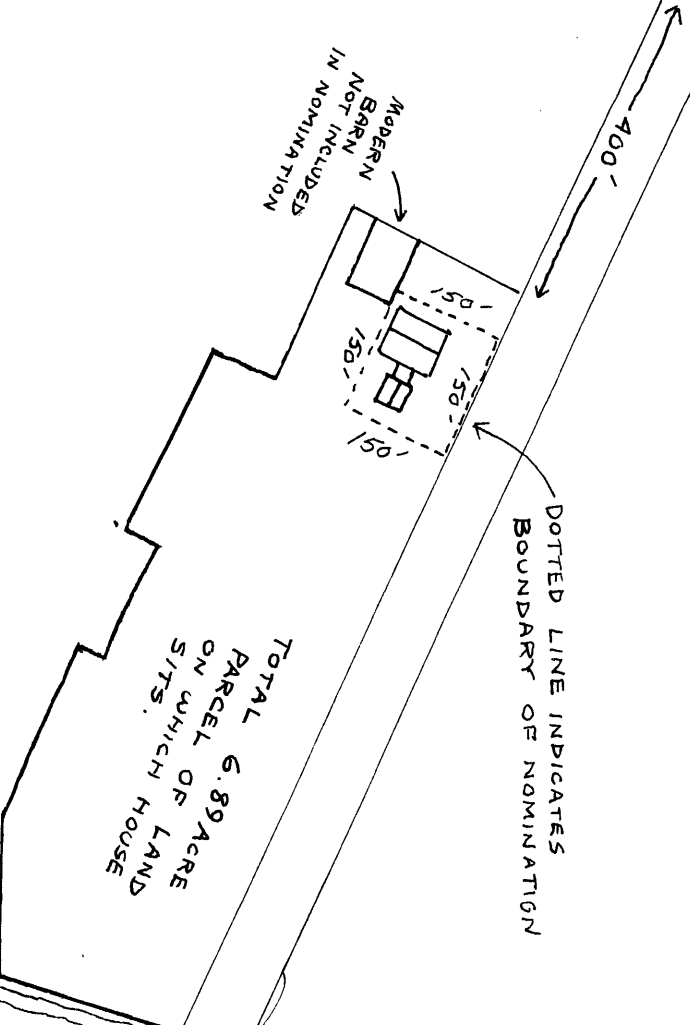 400'
MODERN
BARN
NOT INCLUDED
IN NOMINATION
150'
150'
150'
150'
DOTTED LINE INDICATES
BOUNDARY OF NOMINATION
TOTAL 6.89 ACRE
PARCEL OF LAND
ON WHICH HOUSE
SITS.